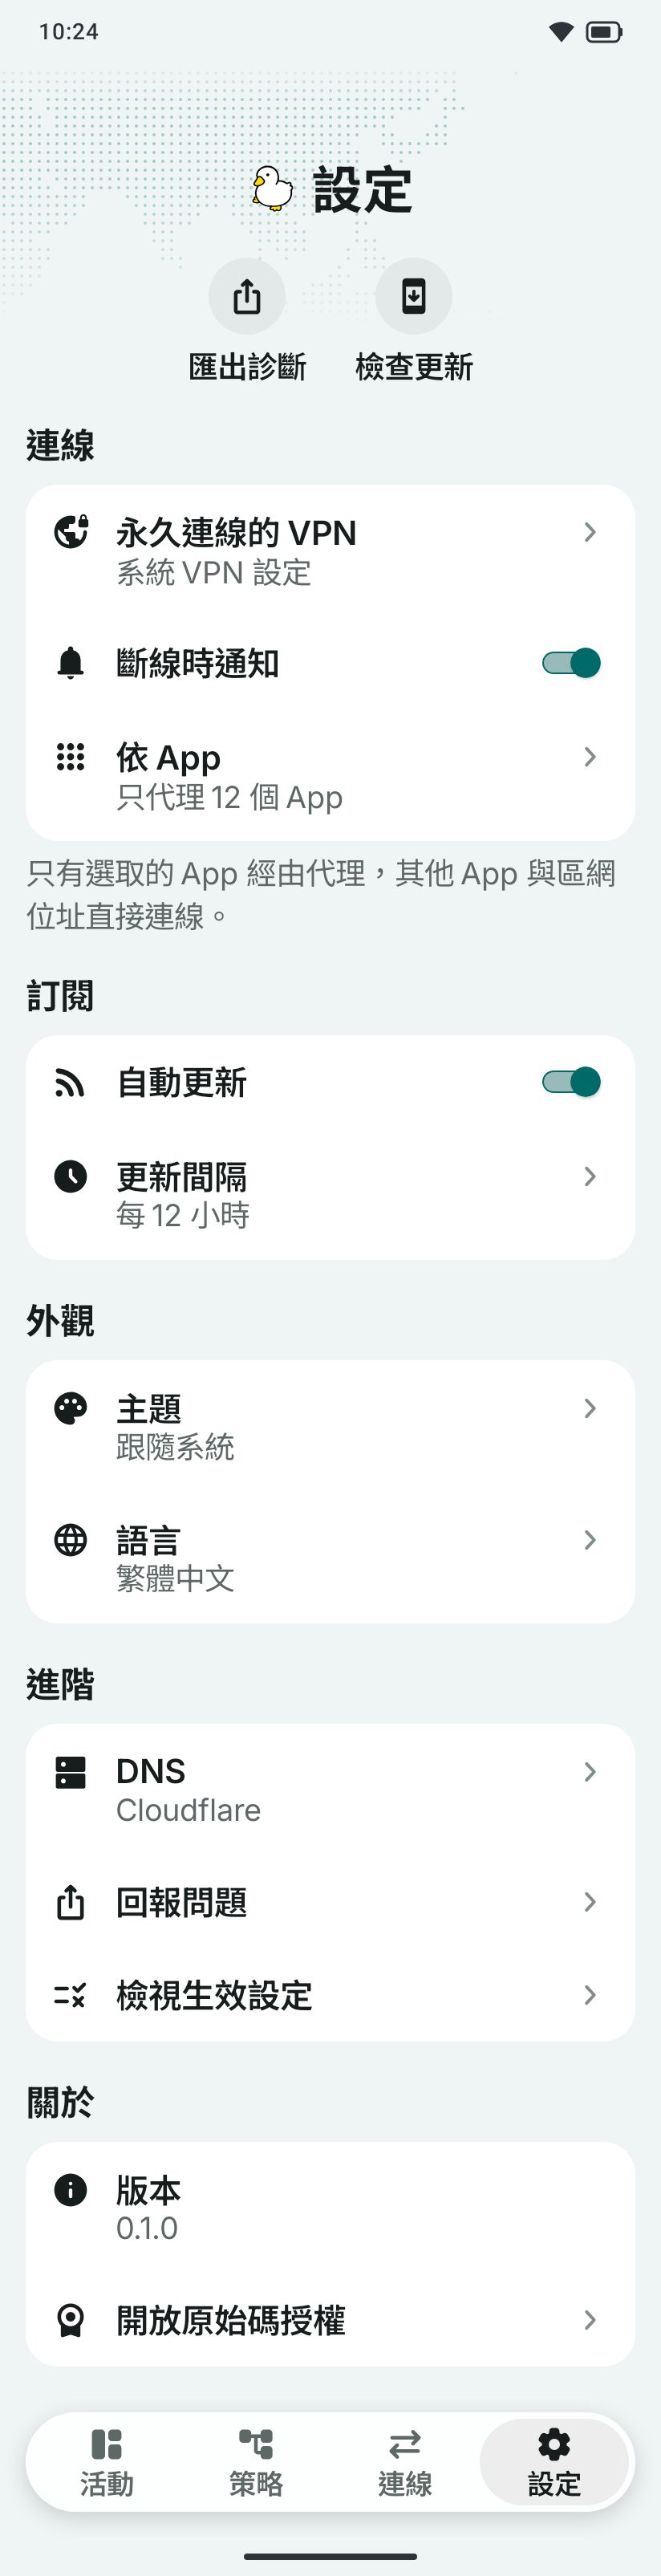 10:24
設定
匯出診斷
檢查更新
連線
永久連線的 VPN
系統 VPN 設定
斷線時通知
依 App
只代理 12 個 App
只有選取的 App 經由代理，其他 App 與區網
位址直接連線。
訂閱
自動更新
更新間隔
每 12 小時
外觀
主題
跟隨系統
語言
繁體中文
進階
DNS
Cloudflare
回報問題
檢視生效設定
關於
版本
0.1.0
開放原始碼授權
活動
策略
連線
設定